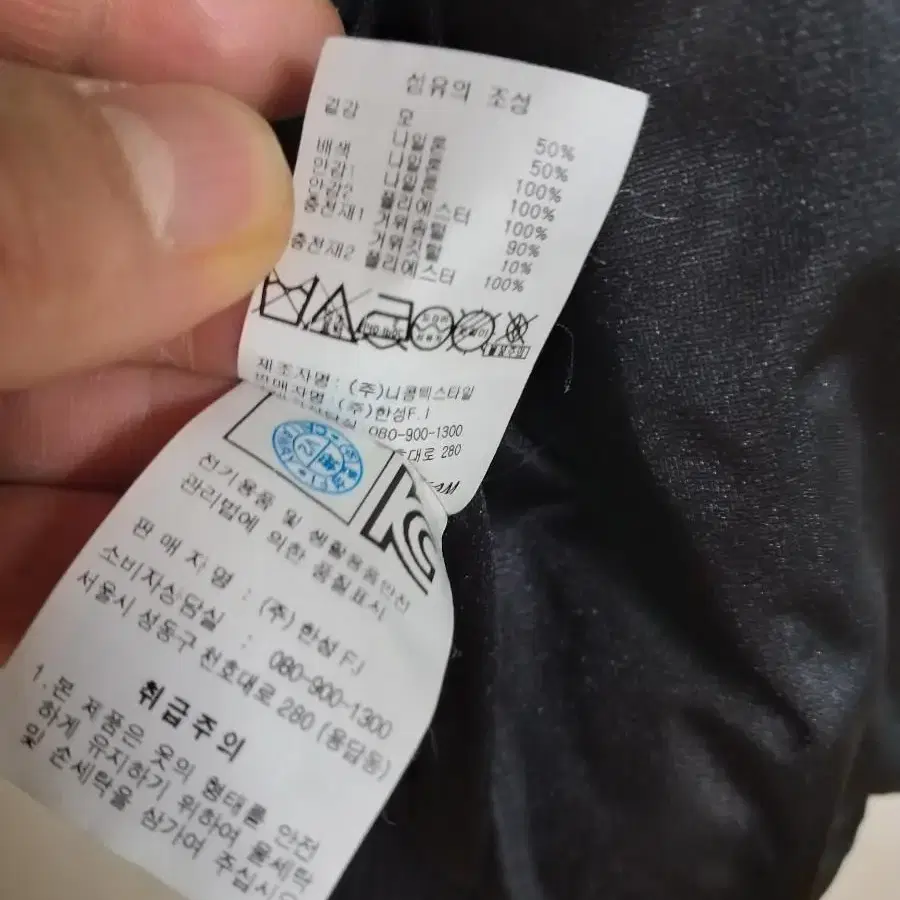 섬유의 조성
겉감 모 50%
나일론 50%
배색 나일론 100%
안감1 나일론 100%
안감2 폴리에스터 100%
충전재1 거위솜털 90%
거위깃털 10%
충전재2 폴리에스터 100%
제조자명 : (주)니콤텍스타일
판매자명 : (주)한성F.I
080-900-1300
호대로 280
전기용품 및 생활용품안전
관리법에 의한 품질표시
판 매 자 명 : (주) 한성 F.I
소비자상담실 : 080-900-1300
서울시 성동구 천호대로 280 (용답동)
취급주의
1. 본 제품은 옷의 형태를 안전
하게 유지하기 위하여 물세탁
및 손세탁을 삼가여 주십시오